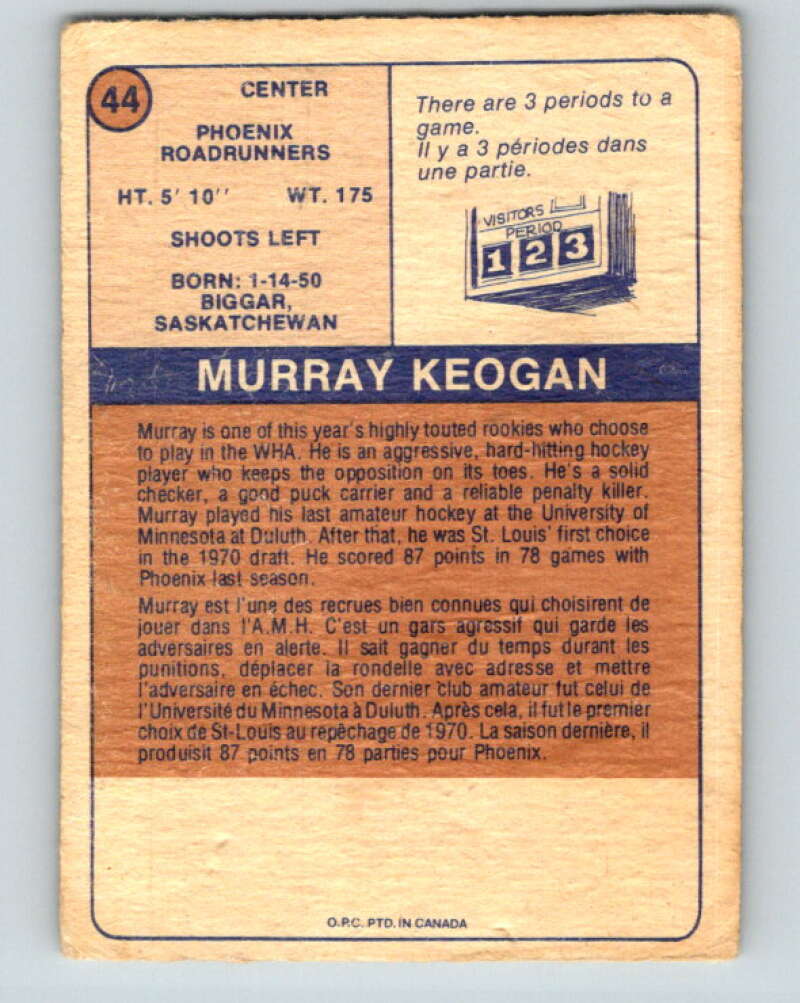 44
CENTER
PHOENIX
ROADRUNNERS
HT. 5' 10'' WT. 175
SHOOTS LEFT
BORN: 1-14-50
BIGGAR,
SASKATCHEWAN
There are 3 periods to a
game.
Il y a 3 périodes dans
une partie.
VISITORS
PERIOD
1 2 3
MURRAY KEOGAN
Murray is one of this year's highly touted rookies who choose
to play in the WHA. He is an aggressive, hard-hitting hockey
player who keeps the opposition on its toes. He's a solid
checker, a good puck carrier and a reliable penalty killer.
Murray played his last amateur hockey at the University of
Minnesota at Duluth. After that, he was St. Louis' first choice
in the 1970 draft. He scored 87 points in 78 games with
Phoenix last season.
Murray est l'une des recrues bien connues qui choisirent de
jouer dans l'A.M.H. C'est un gars agressif qui garde les
adversaires en alerte. Il sait gagner du temps durant les
punitions, déplacer la rondelle avec adresse et mettre
l'adversaire en échec. Son dernier club amateur fut celui de
l'Université du Minnesota à Duluth. Après cela, il fut le premier
choix de St-Louis au repêchage de 1970. La saison dernière, il
produisit 87 points en 78 parties pour Phoenix.
O.P.C. PTD. IN CANADA